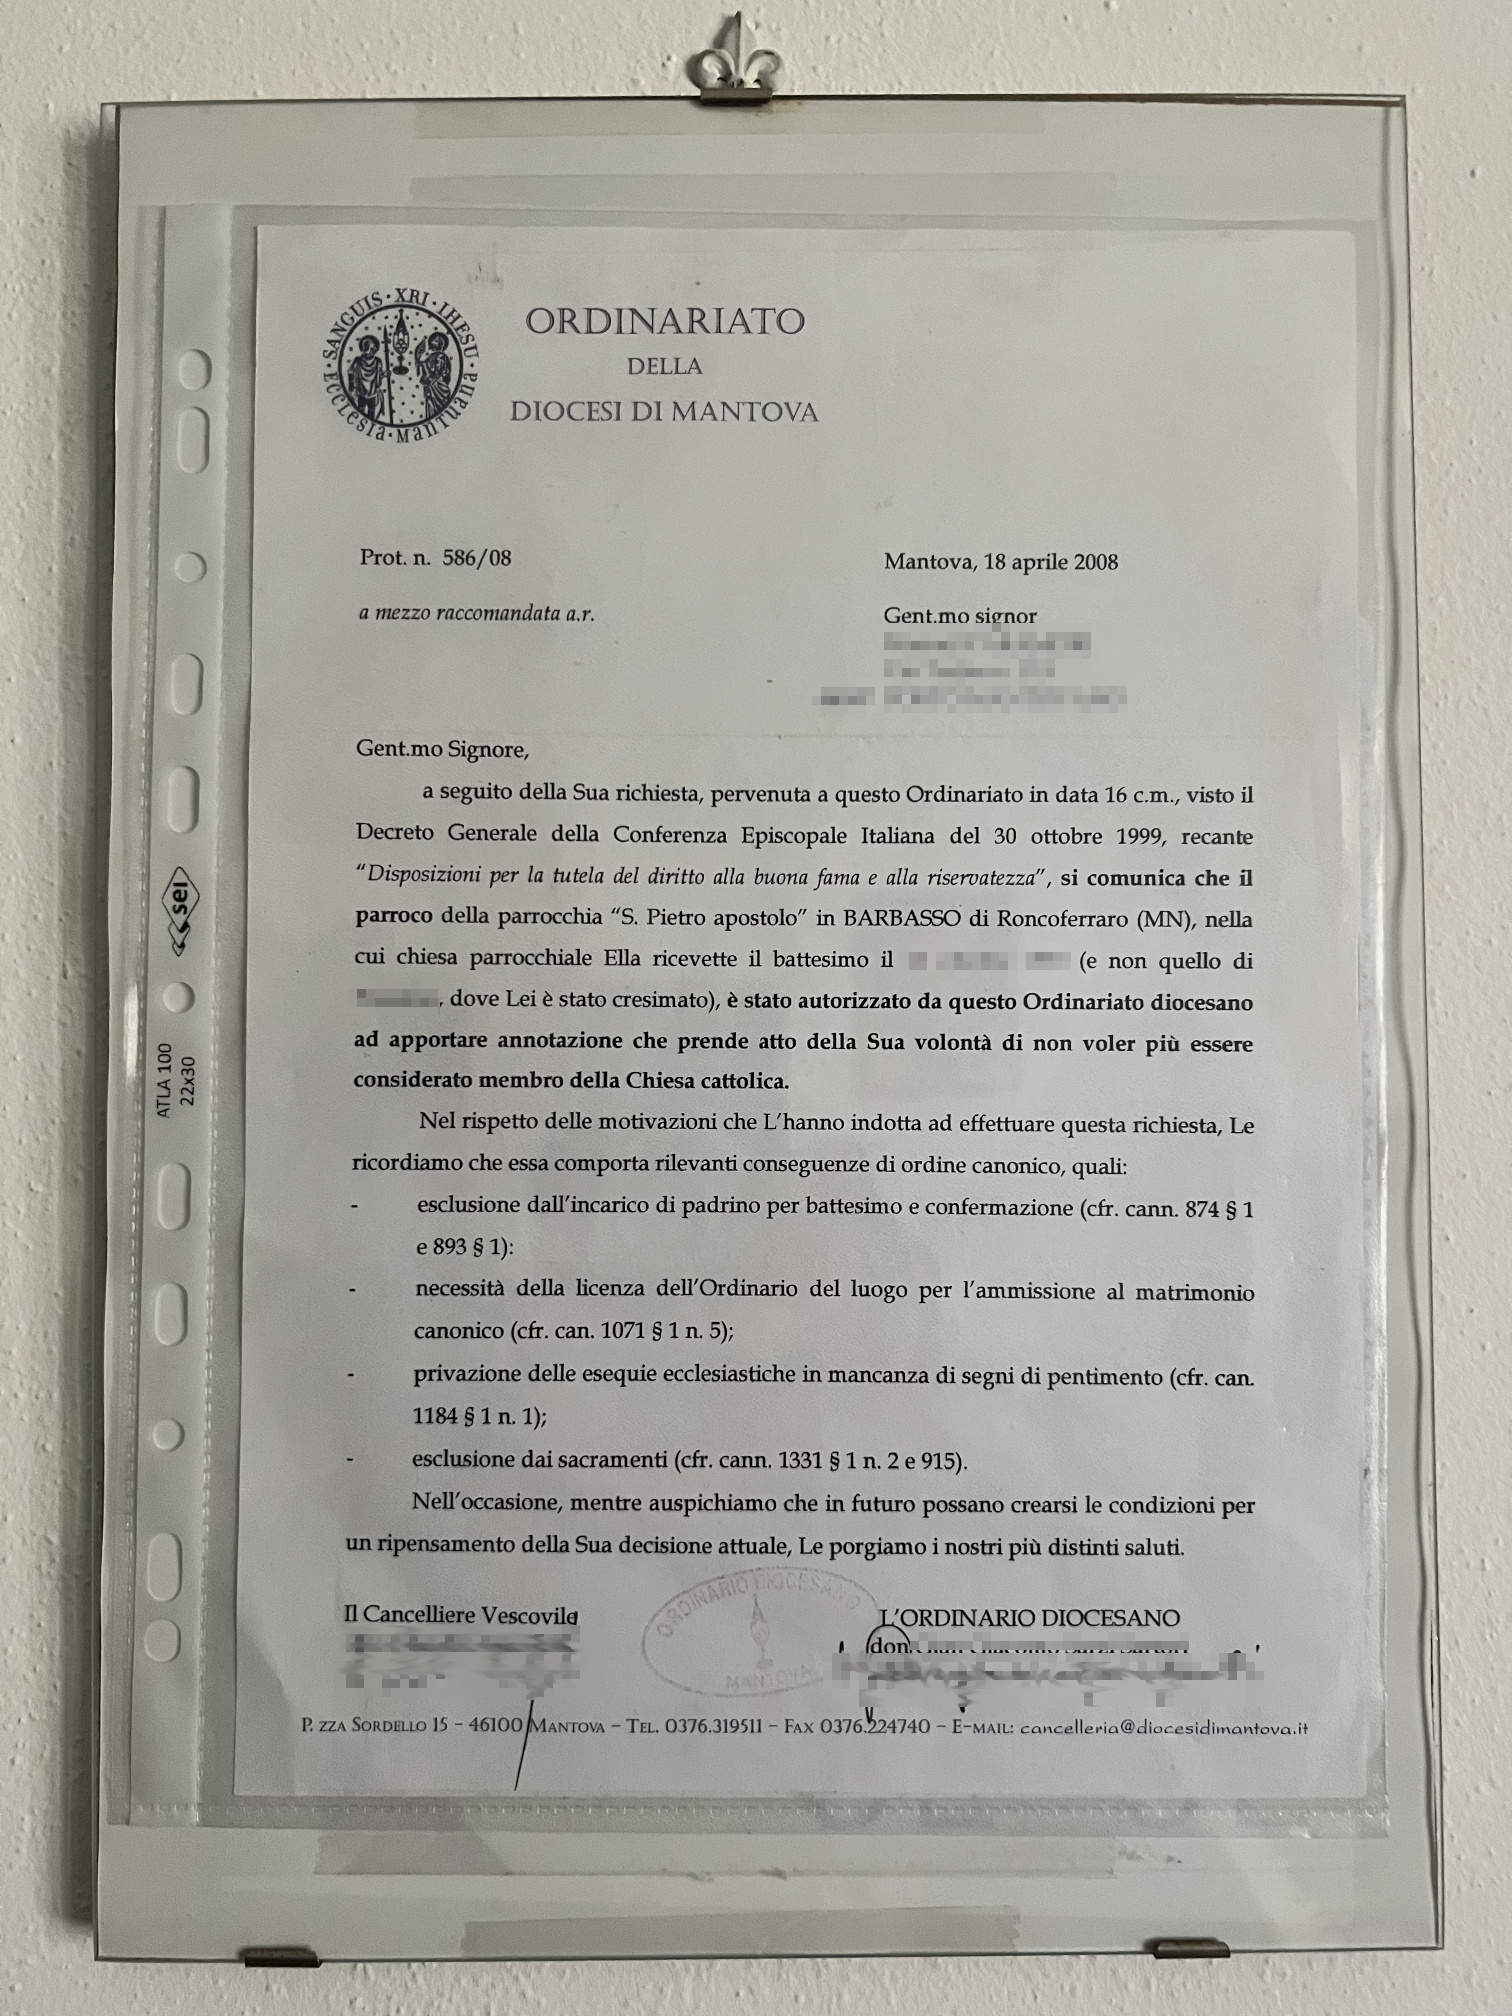 SANGUIS · XRI · IHESU ·
ECCLESIA · MANTUANA
ORDINARIATO
DELLA
DIOCESI DI MANTOVA
Prot. n. 586/08
Mantova, 18 aprile 2008
a mezzo raccomandata a.r.
Gent.mo signor
Gent.mo Signore,
a seguito della Sua richiesta, pervenuta a questo Ordinariato in data 16 c.m., visto il
Decreto Generale della Conferenza Episcopale Italiana del 30 ottobre 1999, recante
“Disposizioni per la tutela del diritto alla buona fama e alla riservatezza”, si comunica che il
parroco della parrocchia “S. Pietro apostolo” in BARBASSO di Roncoferraro (MN), nella
cui chiesa parrocchiale Ella ricevette il battesimo il (e non quello di
, dove Lei è stato cresimato), è stato autorizzato da questo Ordinariato diocesano
ad apportare annotazione che prende atto della Sua volontà di non voler più essere
considerato membro della Chiesa cattolica.
Nel rispetto delle motivazioni che L’hanno indotta ad effettuare questa richiesta, Le
ricordiamo che essa comporta rilevanti conseguenze di ordine canonico, quali:
- esclusione dall’incarico di padrino per battesimo e confermazione (cfr. cann. 874 § 1
e 893 § 1):
- necessità della licenza dell’Ordinario del luogo per l’ammissione al matrimonio
canonico (cfr. can. 1071 § 1 n. 5);
- privazione delle esequie ecclesiastiche in mancanza di segni di pentimento (cfr. can.
1184 § 1 n. 1);
- esclusione dai sacramenti (cfr. cann. 1331 § 1 n. 2 e 915).
Nell’occasione, mentre auspichiamo che in futuro possano crearsi le condizioni per
un ripensamento della Sua decisione attuale, Le porgiamo i nostri più distinti saluti.
Il Cancelliere Vescovile
ORDINARIO DIOCESANO
MANTOVA
L’ORDINARIO DIOCESANO
don
P.ZZA SORDELLO 15 – 46100 MANTOVA – TEL. 0376.319511 – FAX 0376.224740 – E-MAIL: cancelleria@diocesidimantova.it
sei
ATLA 100
22x30